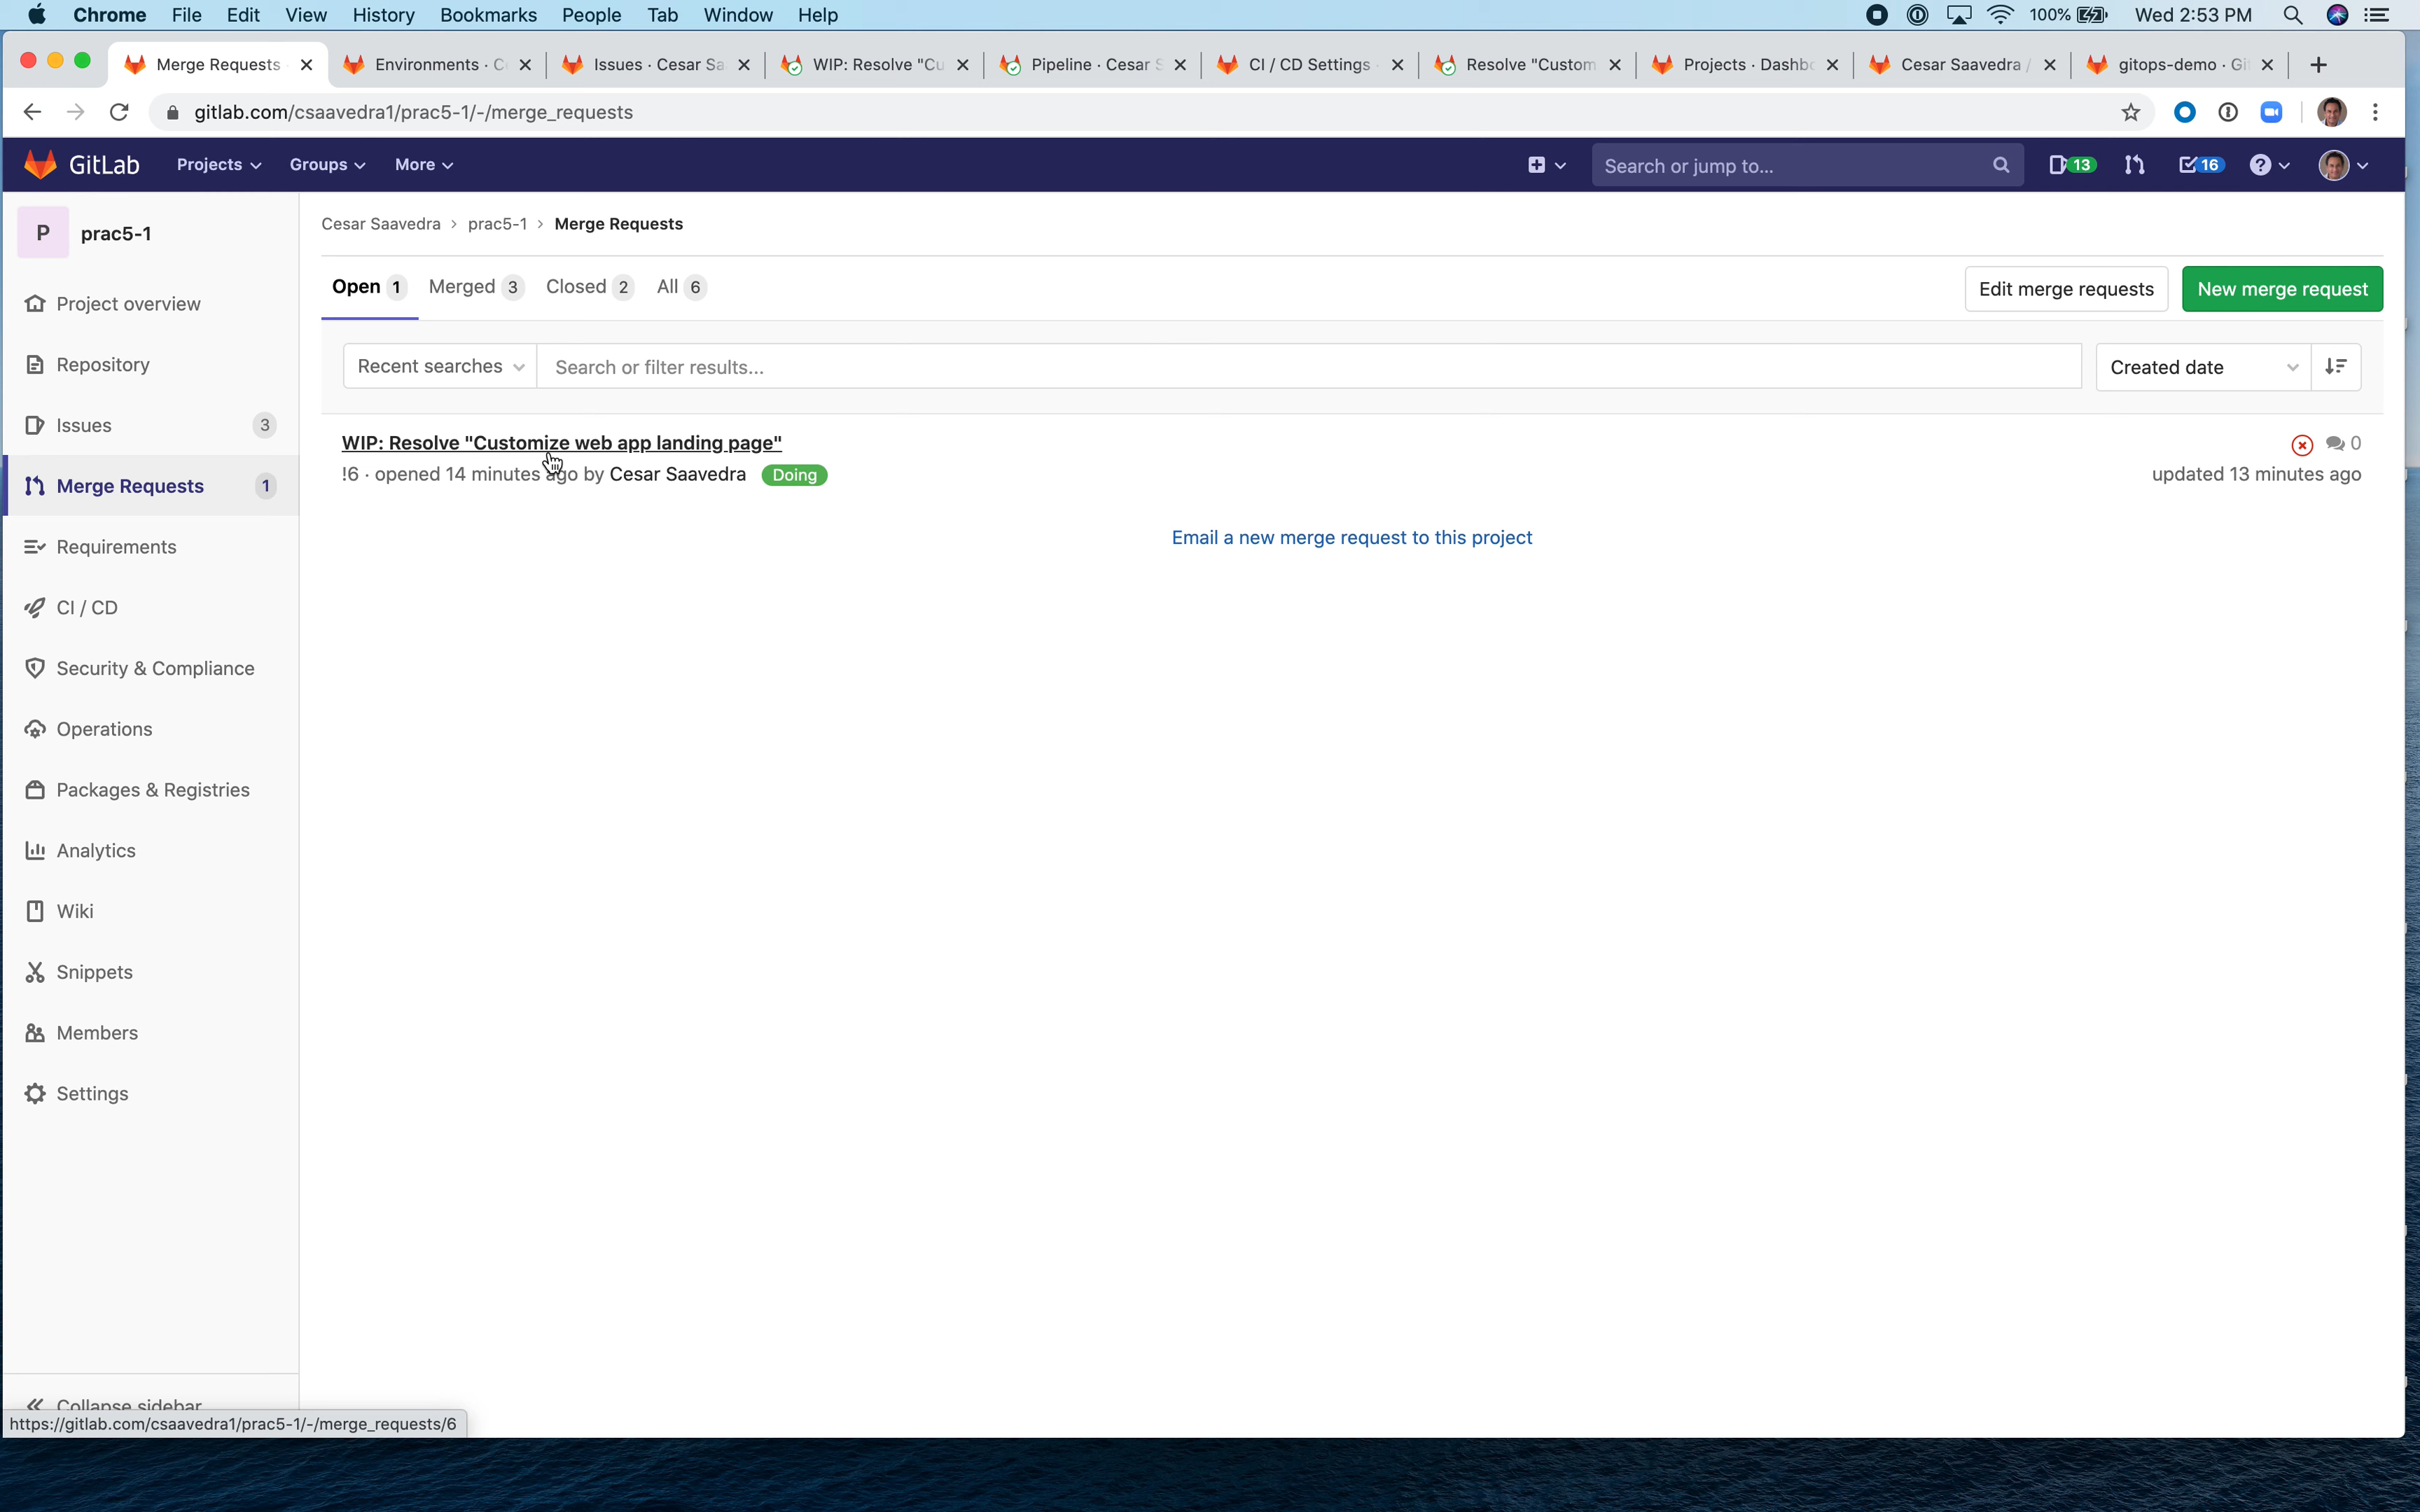 Chrome File Edit View History Bookmarks People Tab Window Help 100% Wed 2:53 PM
Merge Requests Environments · C Issues · Cesar Sa WIP: Resolve "Cu Pipeline · Cesar S CI / CD Settings Resolve "Custom Projects · Dashbo Cesar Saavedra / gitops-demo · Gi
gitlab.com/csaavedra1/prac5-1/-/merge_requests
GitLab Projects Groups More Search or jump to... 13 16
P prac5-1
Project overview
Repository
Issues 3
Merge Requests 1
Requirements
CI / CD
Security & Compliance
Operations
Packages & Registries
Analytics
Wiki
Snippets
Members
Settings
Collapse sidebar
https://gitlab.com/csaavedra1/prac5-1/-/merge_requests/6
Cesar Saavedra > prac5-1 > Merge Requests
Open 1 Merged 3 Closed 2 All 6 Edit merge requests New merge request
Recent searches Search or filter results... Created date
WIP: Resolve "Customize web app landing page" 0
!6 · opened 14 minutes ago by Cesar Saavedra Doing updated 13 minutes ago
Email a new merge request to this project